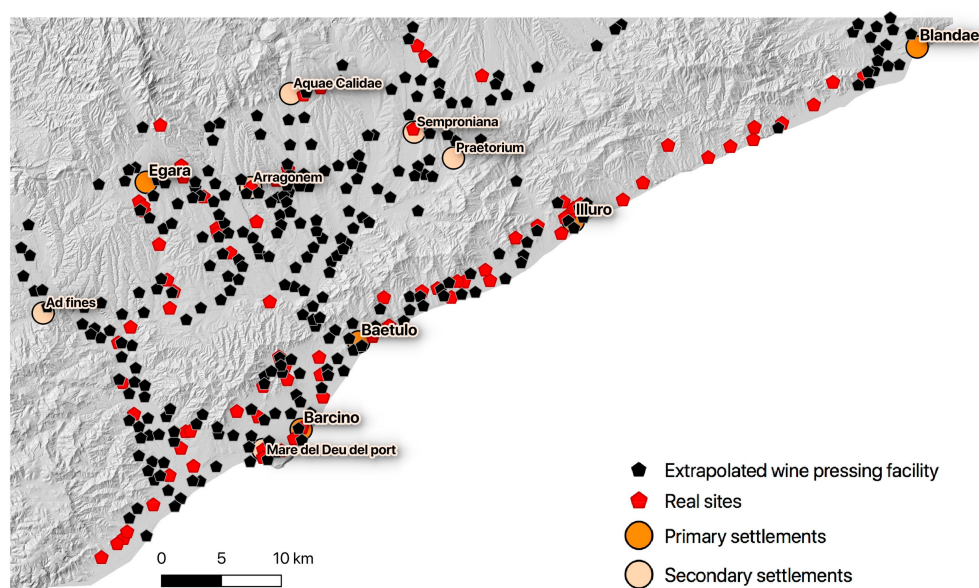 Blandae
Aquae Calidae
Semproniana
Praetorium
Egara
Arragonem
Illuro
Ad fines
Baetulo
Barcino
Mare del Deu del port
Extrapolated wine pressing facility
Real sites
Primary settlements
Secondary settlements
0 5 10 km